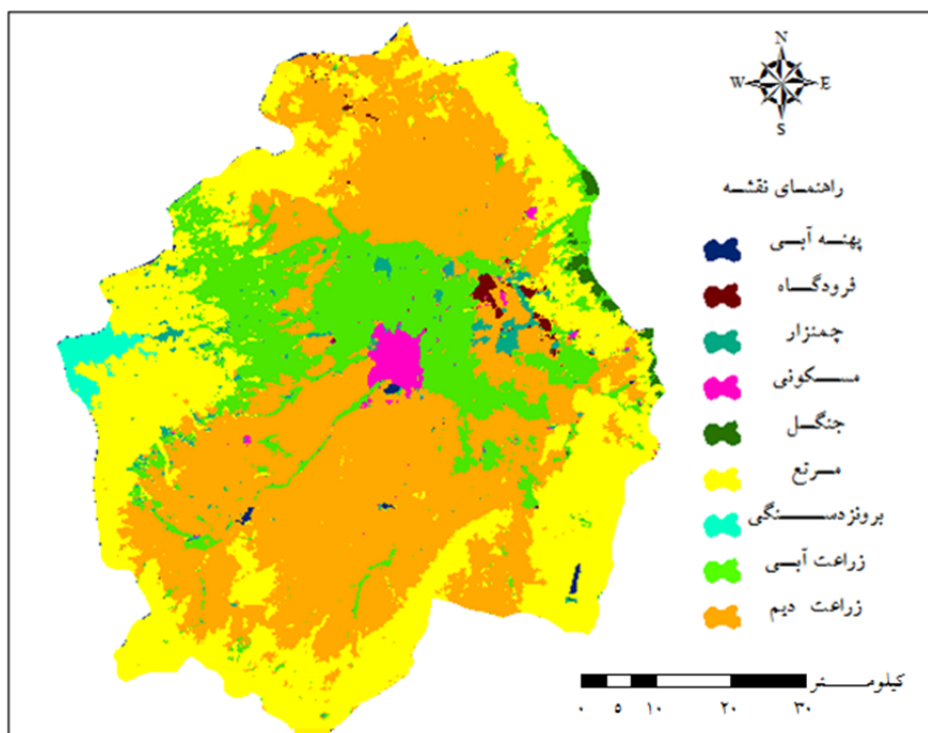 N
W E
S
راهنمای نقشه
پهنه آبی
فرودگاه
چمنزار
مسکونی
جنگل
مرتع
برونزدسنگی
زراعت آبی
زراعت دیم
کیلومتر
۰ ۵ ۱۰ ۲۰ ۳۰